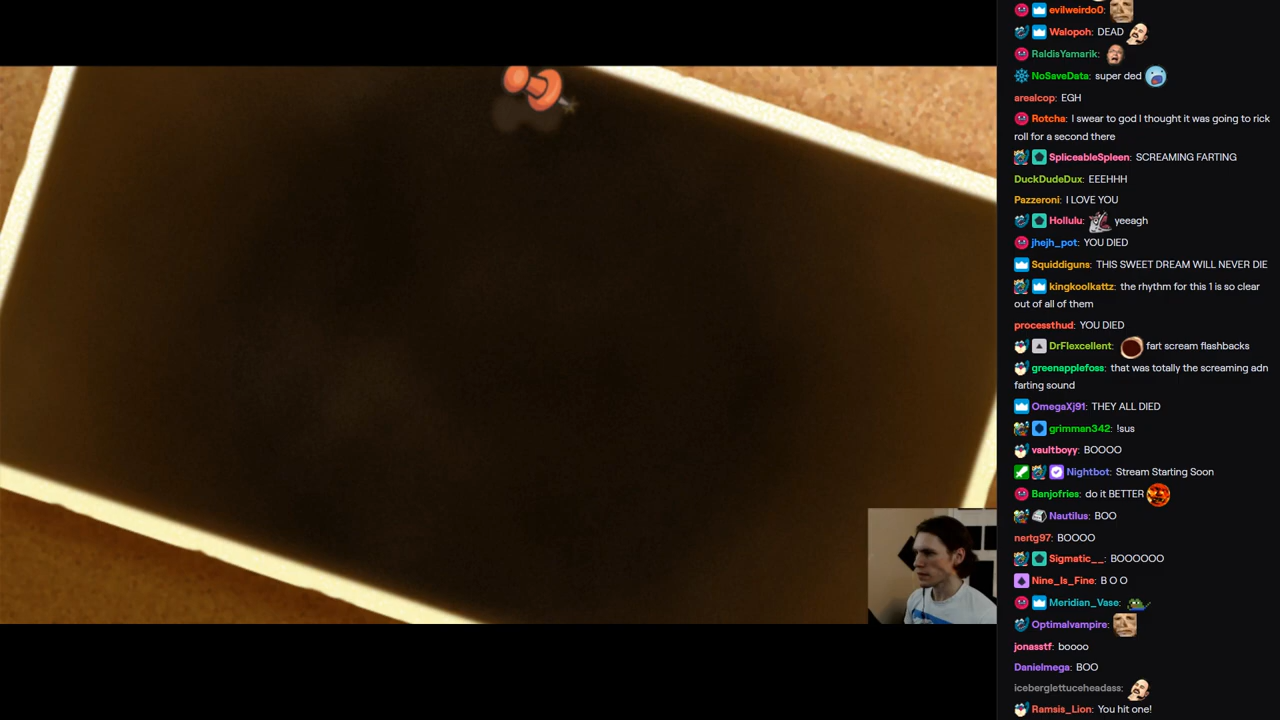 evilweirdo0:
Walopoh: DEAD
RaldisYamarik:
NoSaveData: super ded
arealcop: EGH
Rotcha: I swear to god I thought it was going to rick
roll for a second there
SpliceableSpleen: SCREAMING FARTING
DuckDudeDux: EEEHHH
Pazzeroni: I LOVE YOU
Hollulu: yeeagh
jhejh_pot: YOU DIED
Squiddiguns: THIS SWEET DREAM WILL NEVER DIE
kingkoolkattz: the rhythm for this 1 is so clear
out of all of them
processthud: YOU DIED
DrFlexcellent: fart scream flashbacks
greenapplefoss: that was totally the screaming adn
farting sound
OmegaXj91: THEY ALL DIED
grimman342: !sus
vaultboyy: BOOOO
Nightbot: Stream Starting Soon
Banjofries: do it BETTER
Nautilus: BOO
nertg97: BOOOO
Sigmatic__: BOOOOOO
Nine_Is_Fine: B O O
Meridian_Vase:
Optimalvampire:
jonasstf: boooo
Danielmega: BOO
iceberglettuceheadass:
Ramsis_Lion: You hit one!